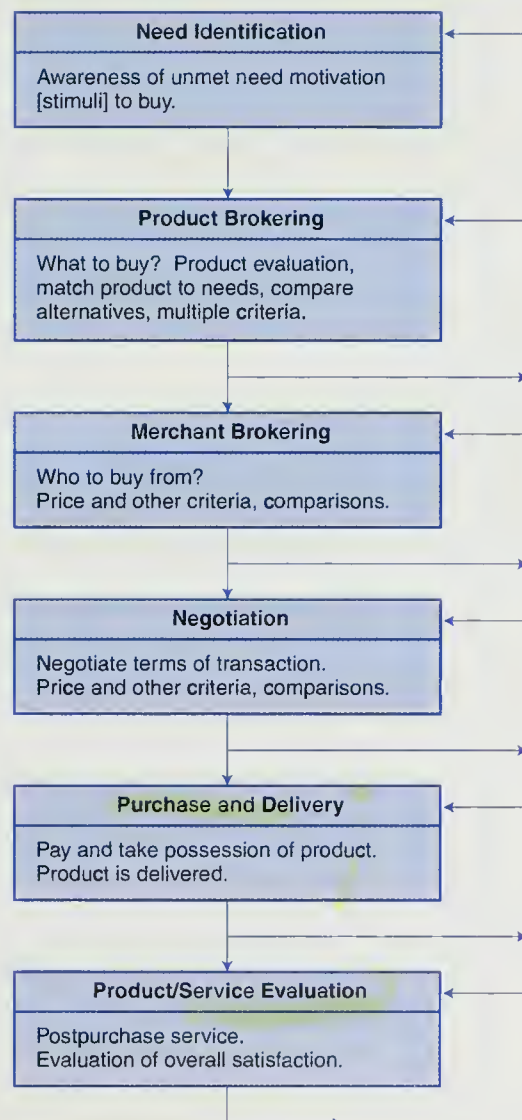 Need Identification
Awareness of unmet need motivation
[stimuli] to buy.
Product Brokering
What to buy? Product evaluation,
match product to needs, compare
alternatives, multiple criteria.
Merchant Brokering
Who to buy from?
Price and other criteria, comparisons.
Negotiation
Negotiate terms of transaction.
Price and other criteria, comparisons.
Purchase and Delivery
Pay and take possession of product.
Product is delivered.
Product/Service Evaluation
Postpurchase service.
Evaluation of overall satisfaction.